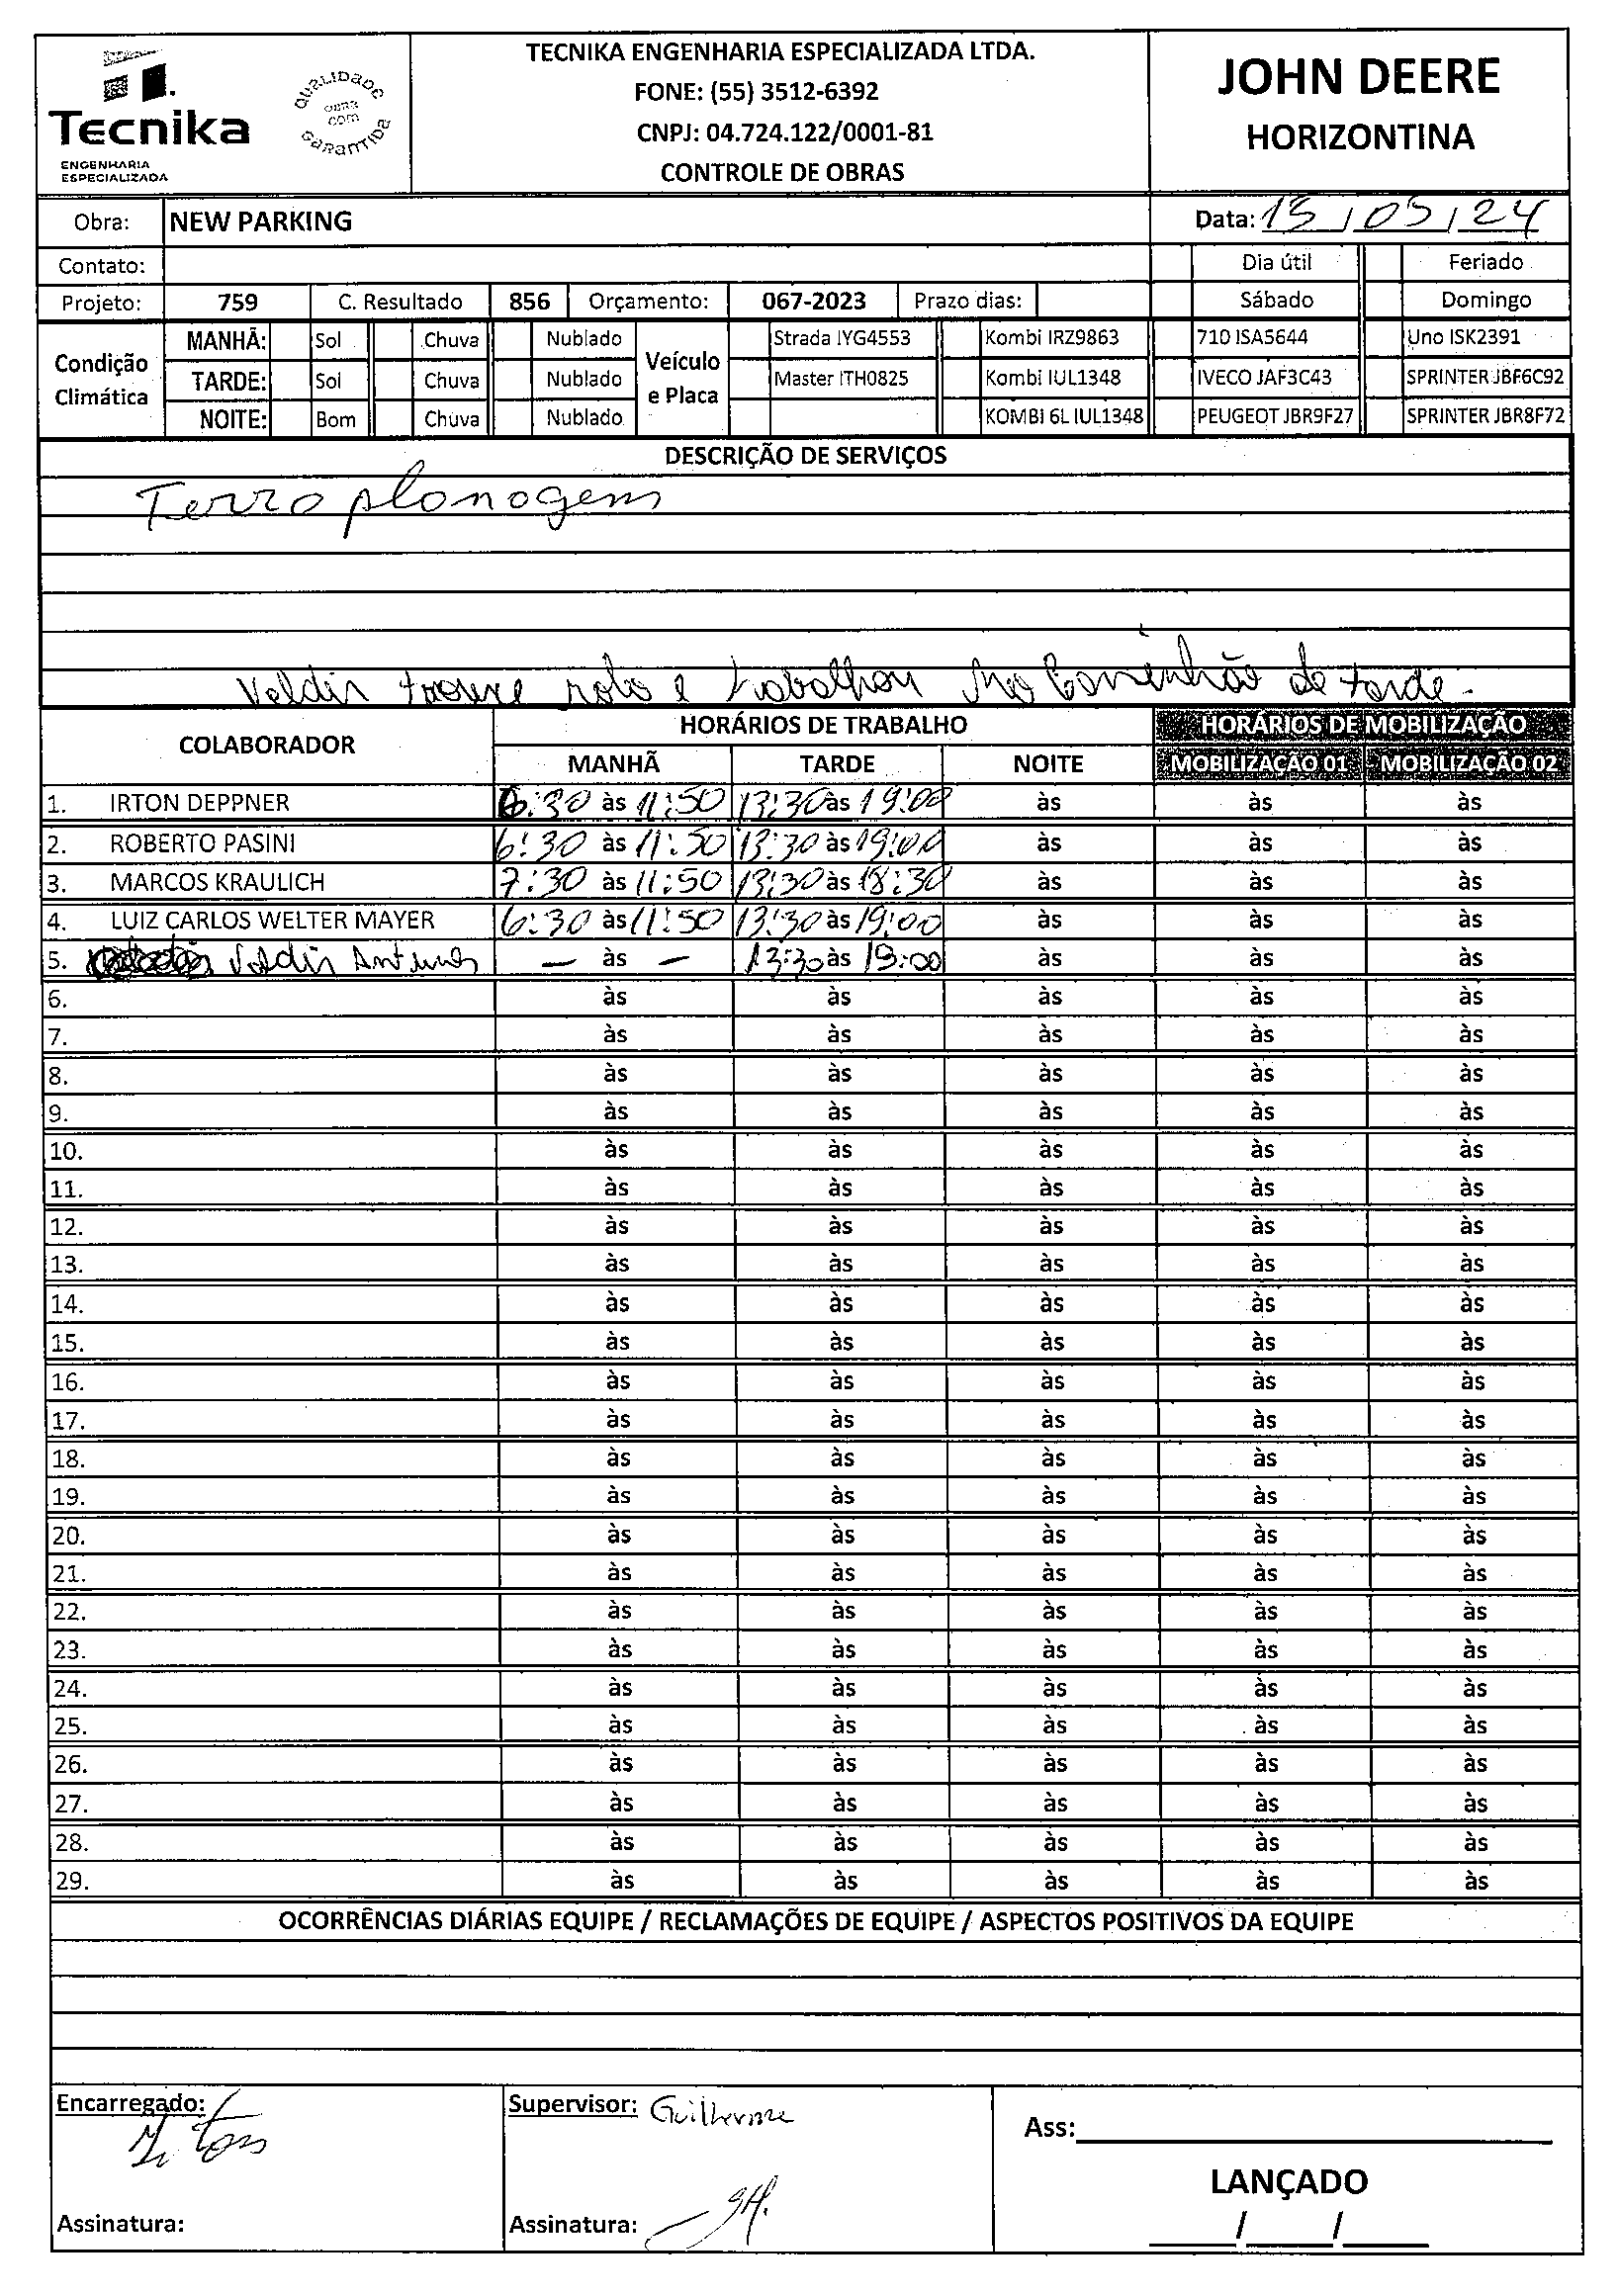 Tecnika
ENGENHARIA
ESPECIALIZADA
QUALIDADE
OBRA
COM
GARANTIDA
TECNIKA ENGENHARIA ESPECIALIZADA LTDA.
FONE: (55) 3512-6392
CNPJ: 04.724.122/0001-81
CONTROLE DE OBRAS
JOHN DEERE
HORIZONTINA
Obra: NEW PARKING Data: 15/05/24
Contato: Dia útil Feriado
Projeto: 759 C. Resultado 856 Orçamento: 067-2023 Prazo dias: Sábado Domingo
Condição Climática
MANHÃ: Sol Chuva Nublado
TARDE: Sol Chuva Nublado
NOITE: Bom Chuva Nublado
Veículo e Placa
Strada IYG4553 Kombi IRZ9863 710 ISA5644 Uno ISK2391
Master ITH0825 Kombi IUL1348 IVECO JAF3C43 SPRINTER JBF6C92
KOMBI 6L IUL1348 PEUGEOT JBR9F27 SPRINTER JBR8F72
DESCRIÇÃO DE SERVIÇOS
Terraplanagem
Valdir trouxe rolo e trabalhou no Caminhão de tarde.
COLABORADOR HORÁRIOS DE TRABALHO HORÁRIOS DE MOBILIZAÇÃO
MANHÃ TARDE NOITE MOBILIZAÇÃO 01 MOBILIZAÇÃO 02
1. IRTON DEPPNER 6:30 às 11:50 13:30 às 19:00 às às às
2. ROBERTO PASINI 6:30 às 11:50 13:30 às 19:00 às às às
3. MARCOS KRAULICH 7:30 às 11:50 13:30 às 18:30 às às às
4. LUIZ CARLOS WELTER MAYER 6:30 às 11:50 13:30 às 19:00 às às às
5. Valdir Antunes — às — 13:30 às 19:00 às às às
6. às às às às às
7. às às às às às
8. às às às às às
9. às às às às às
10. às às às às às
11. às às às às às
12. às às às às às
13. às às às às às
14. às às às às às
15. às às às às às
16. às às às às às
17. às às às às às
18. às às às às às
19. às às às às às
20. às às às às às
21. às às às às às
22. às às às às às
23. às às às às às
24. às às às às às
25. às às às às às
26. às às às às às
27. às às às às às
28. às às às às às
29. às às às às às
OCORRÊNCIAS DIÁRIAS EQUIPE / RECLAMAÇÕES DE EQUIPE / ASPECTOS POSITIVOS DA EQUIPE
Encarregado: Irton
Supervisor: Guilherme
Ass:
LANÇADO
Assinatura:
Assinatura: GH.
/ /